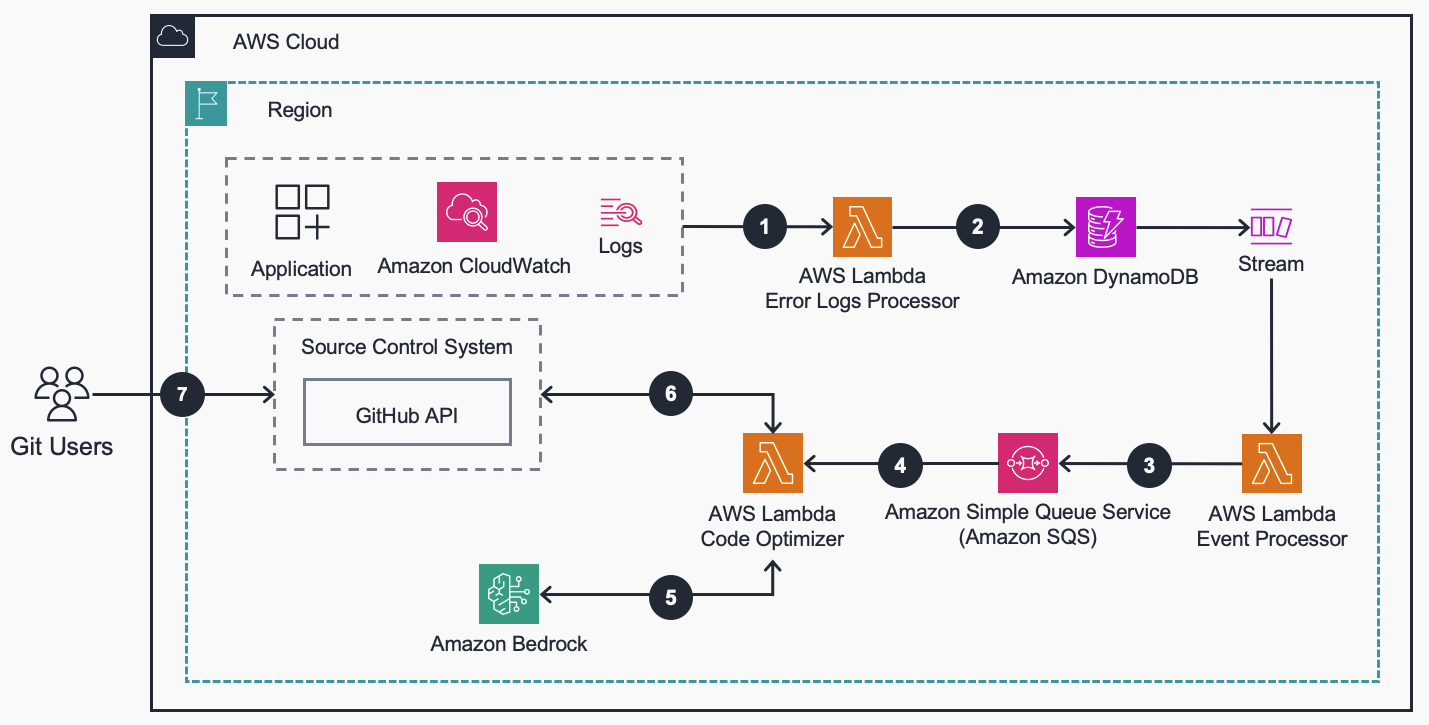 AWS Cloud
Region
Application
Amazon CloudWatch
Logs
1
AWS Lambda
Error Logs Processor
2
Amazon DynamoDB
Stream
Source Control System
GitHub API
7
Git Users
6
AWS Lambda
Code Optimizer
4
Amazon Simple Queue Service
(Amazon SQS)
3
AWS Lambda
Event Processor
5
Amazon Bedrock